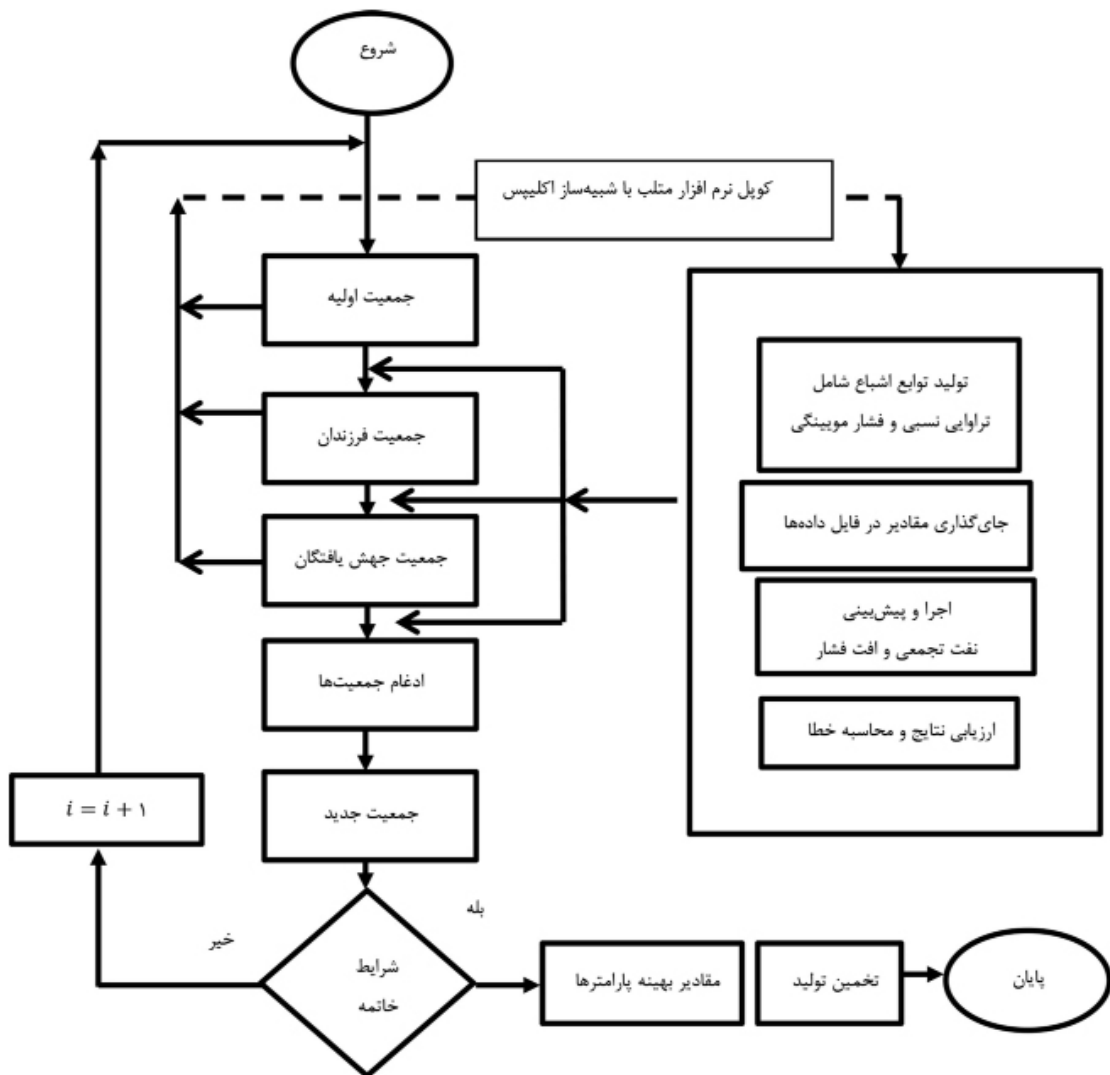 شروع
کوپل نرم افزار متلب با شبیه‌ساز اکلیپس
جمعیت اولیه
تولید توابع اشباع شامل
تراوایی نسبی و فشار مویینگی
جمعیت فرزندان
جای‌گذاری مقادیر در فایل داده‌ها
جمعیت جهش یافتگان
اجرا و پیش‌بینی
نفت تجمعی و افت فشار
ادغام جمعیت‌ها
ارزیابی نتایج و محاسبه خطا
جمعیت جدید
i = i + ۱
بله
خیر
شرایط
خاتمه
مقادیر بهینه پارامترها
تخمین تولید
پایان